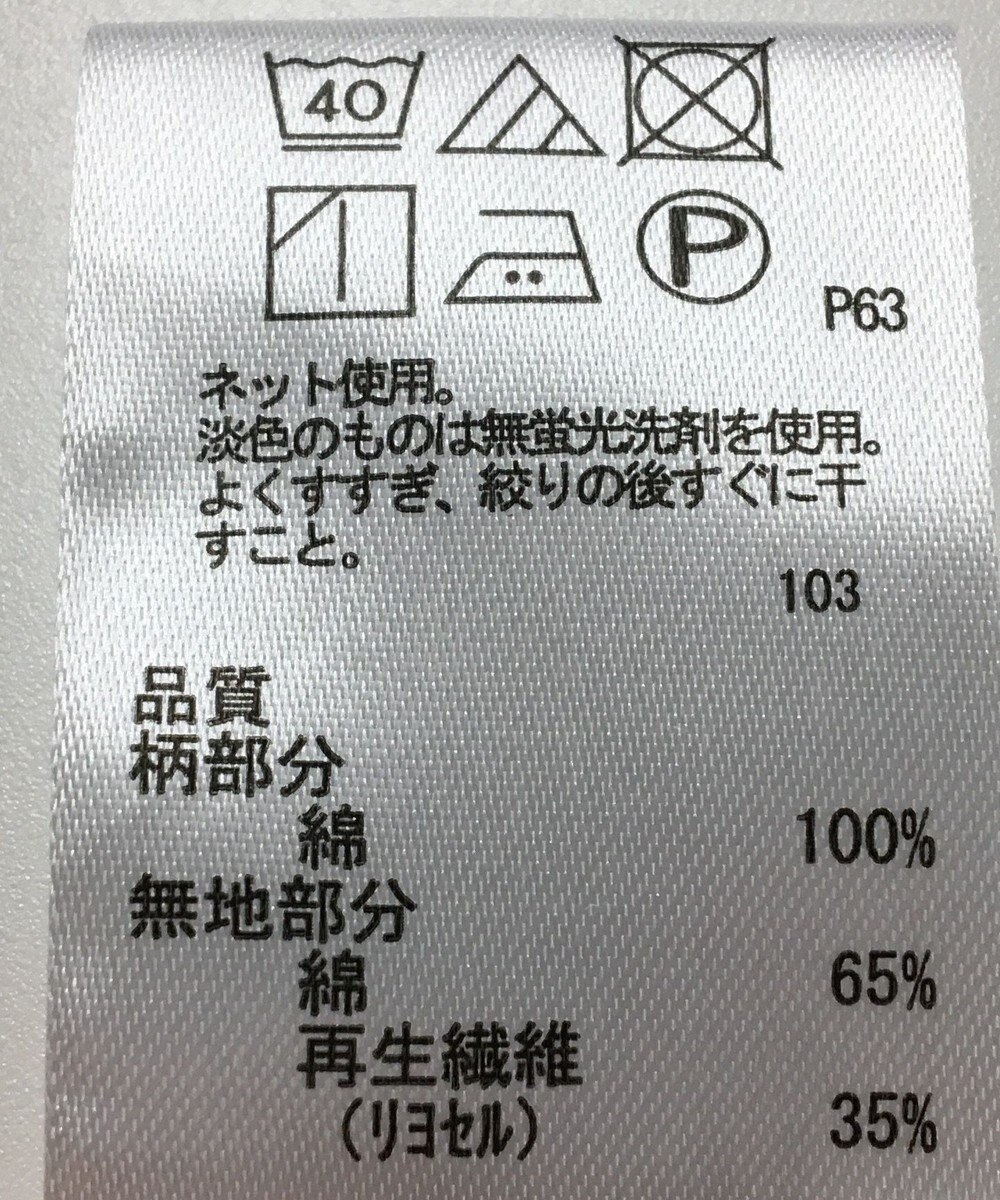 40
P
P63
ネット使用。
淡色のものは無蛍光洗剤を使用。
よくすすぎ、絞りの後すぐに干
すこと。
103
品質
柄部分
綿 100%
無地部分
綿 65%
再生繊維
（リヨセル） 35%